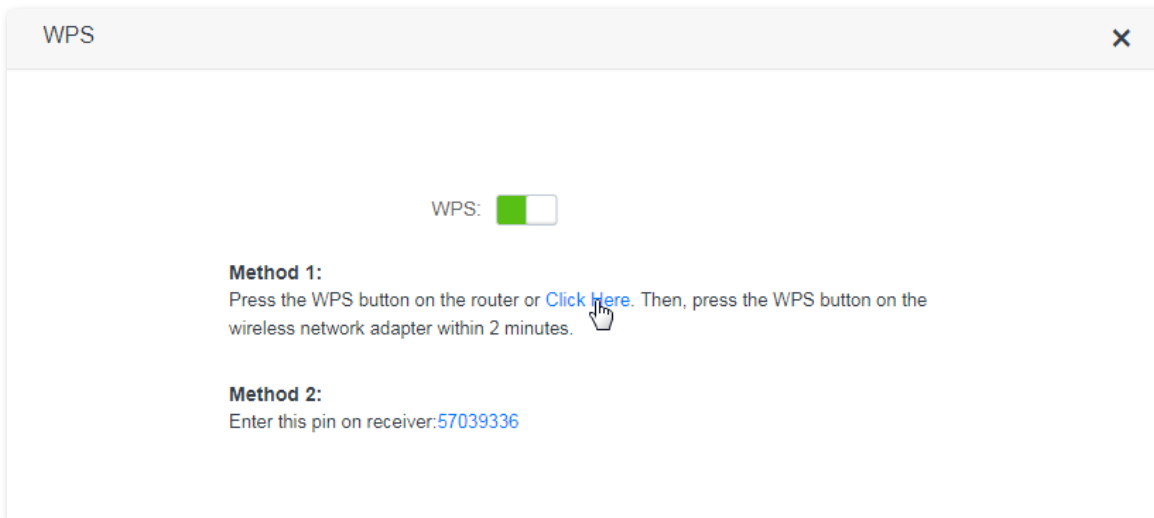 WPS
WPS:
Method 1:
Press the WPS button on the router or Click Here. Then, press the WPS button on the
wireless network adapter within 2 minutes.
Method 2:
Enter this pin on receiver:57039336